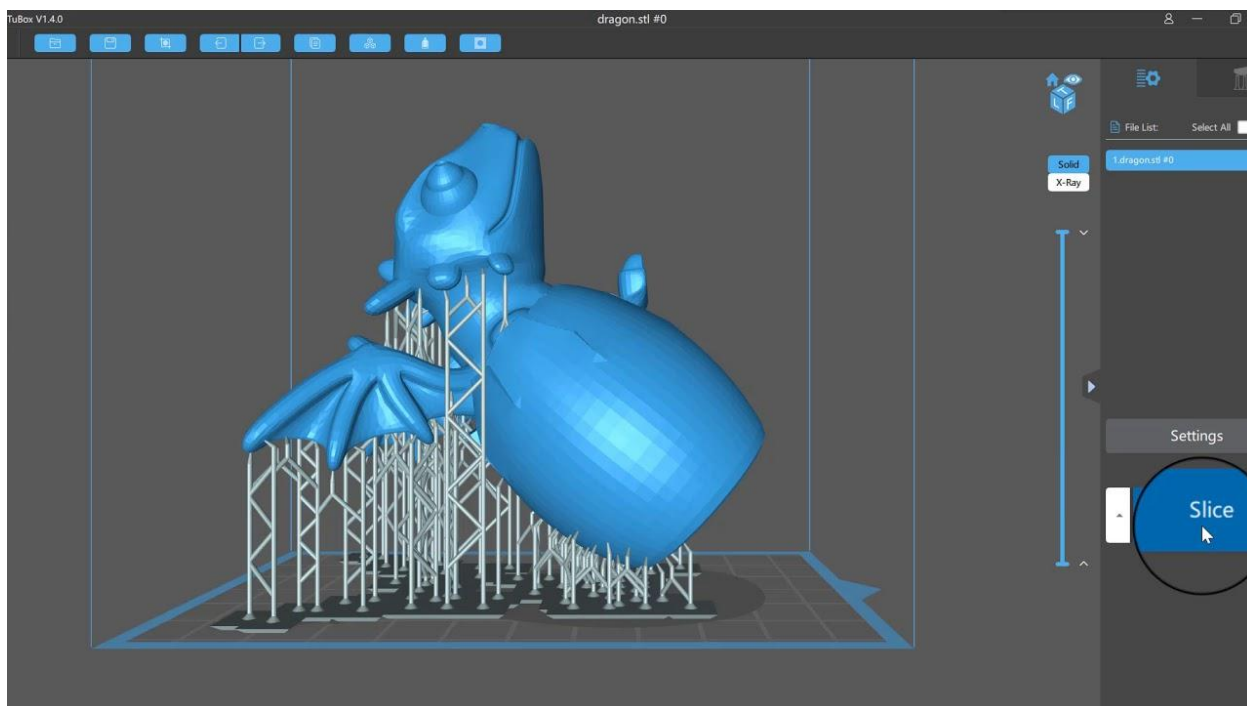 TuBox V1.4.0
dragon.stl #0
File List:
Select All
1.dragon.stl #0
T
L F
Solid
X-Ray
Settings
Slice